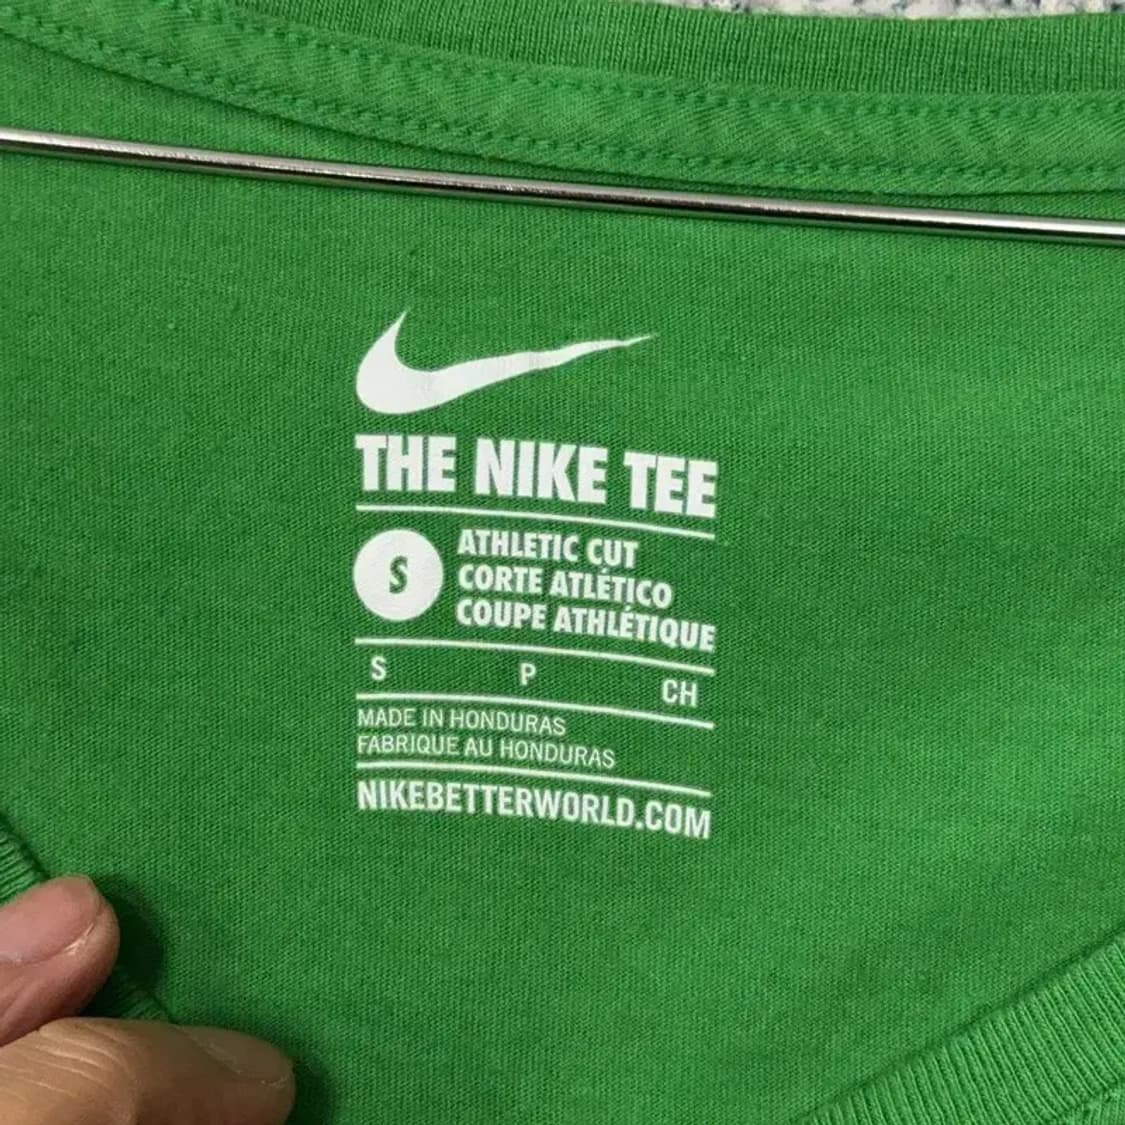 THE NIKE TEE
S
ATHLETIC CUT
CORTE ATLÉTICO
COUPE ATHLÉTIQUE
S P CH
MADE IN HONDURAS
FABRIQUE AU HONDURAS
NIKEBETTERWORLD.COM